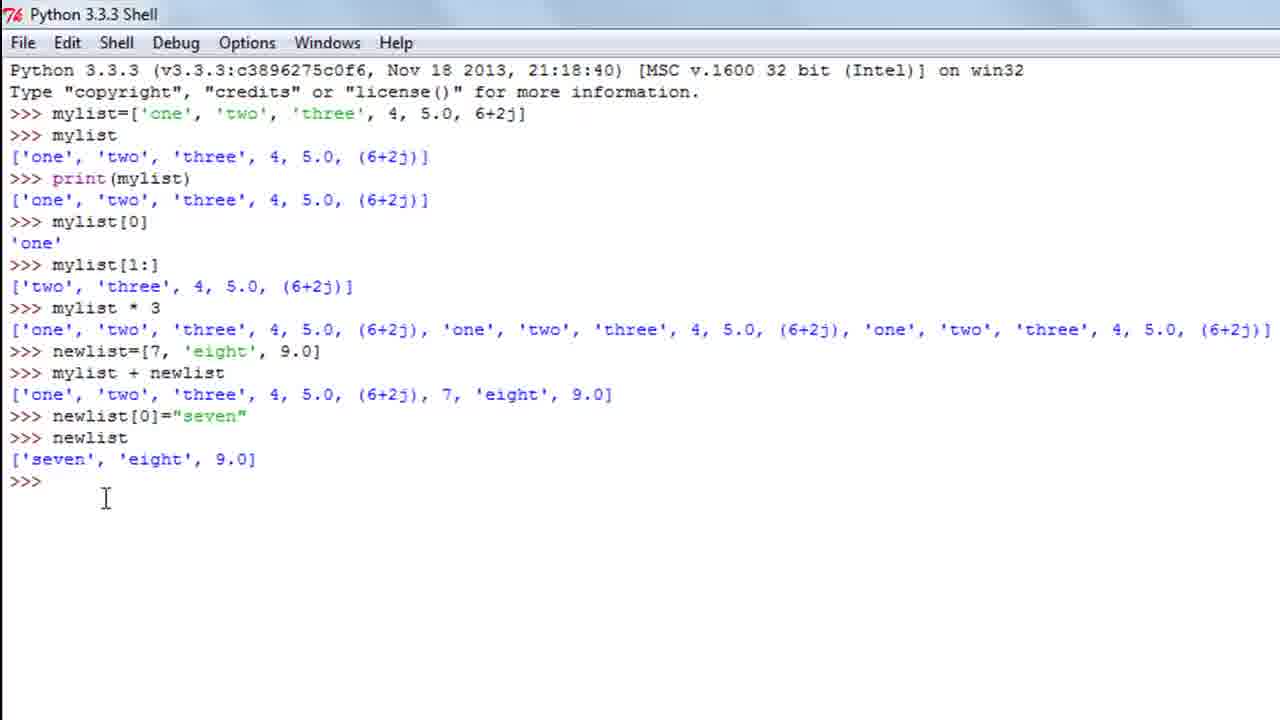 Python 3.3.3 Shell
File Edit Shell Debug Options Windows Help
Python 3.3.3 (v3.3.3:c3896275c0f6, Nov 18 2013, 21:18:40) [MSC v.1600 32 bit (Intel)] on win32
Type "copyright", "credits" or "license()" for more information.
>>> mylist=['one', 'two', 'three', 4, 5.0, 6+2j]
>>> mylist
['one', 'two', 'three', 4, 5.0, (6+2j)]
>>> print(mylist)
['one', 'two', 'three', 4, 5.0, (6+2j)]
>>> mylist[0]
'one'
>>> mylist[1:]
['two', 'three', 4, 5.0, (6+2j)]
>>> mylist * 3
['one', 'two', 'three', 4, 5.0, (6+2j), 'one', 'two', 'three', 4, 5.0, (6+2j), 'one', 'two', 'three', 4, 5.0, (6+2j)]
>>> newlist=[7, 'eight', 9.0]
>>> mylist + newlist
['one', 'two', 'three', 4, 5.0, (6+2j), 7, 'eight', 9.0]
>>> newlist[0]="seven"
>>> newlist
['seven', 'eight', 9.0]
>>>